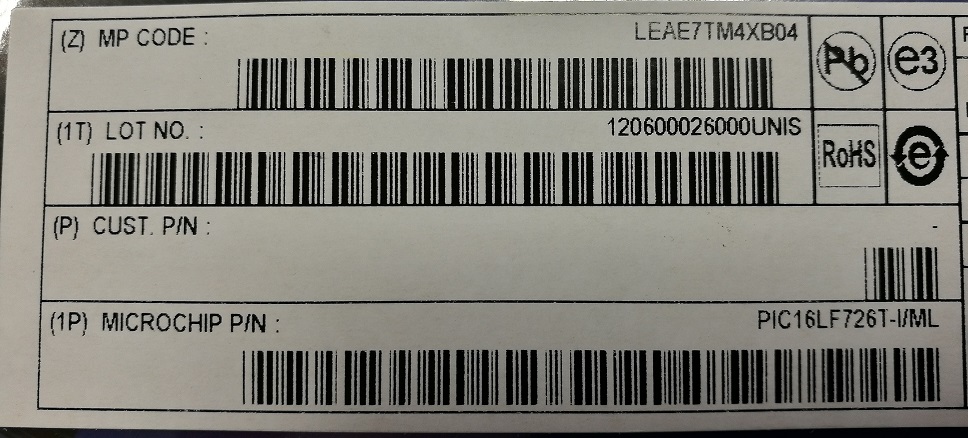 (Z) MP CODE : LEAE7TM4XB04
Pb e3
(1T) LOT NO. : 120600026000UNIS
RoHS e
(P) CUST. P/N : -
(1P) MICROCHIP P/N : PIC16LF726T-I/ML